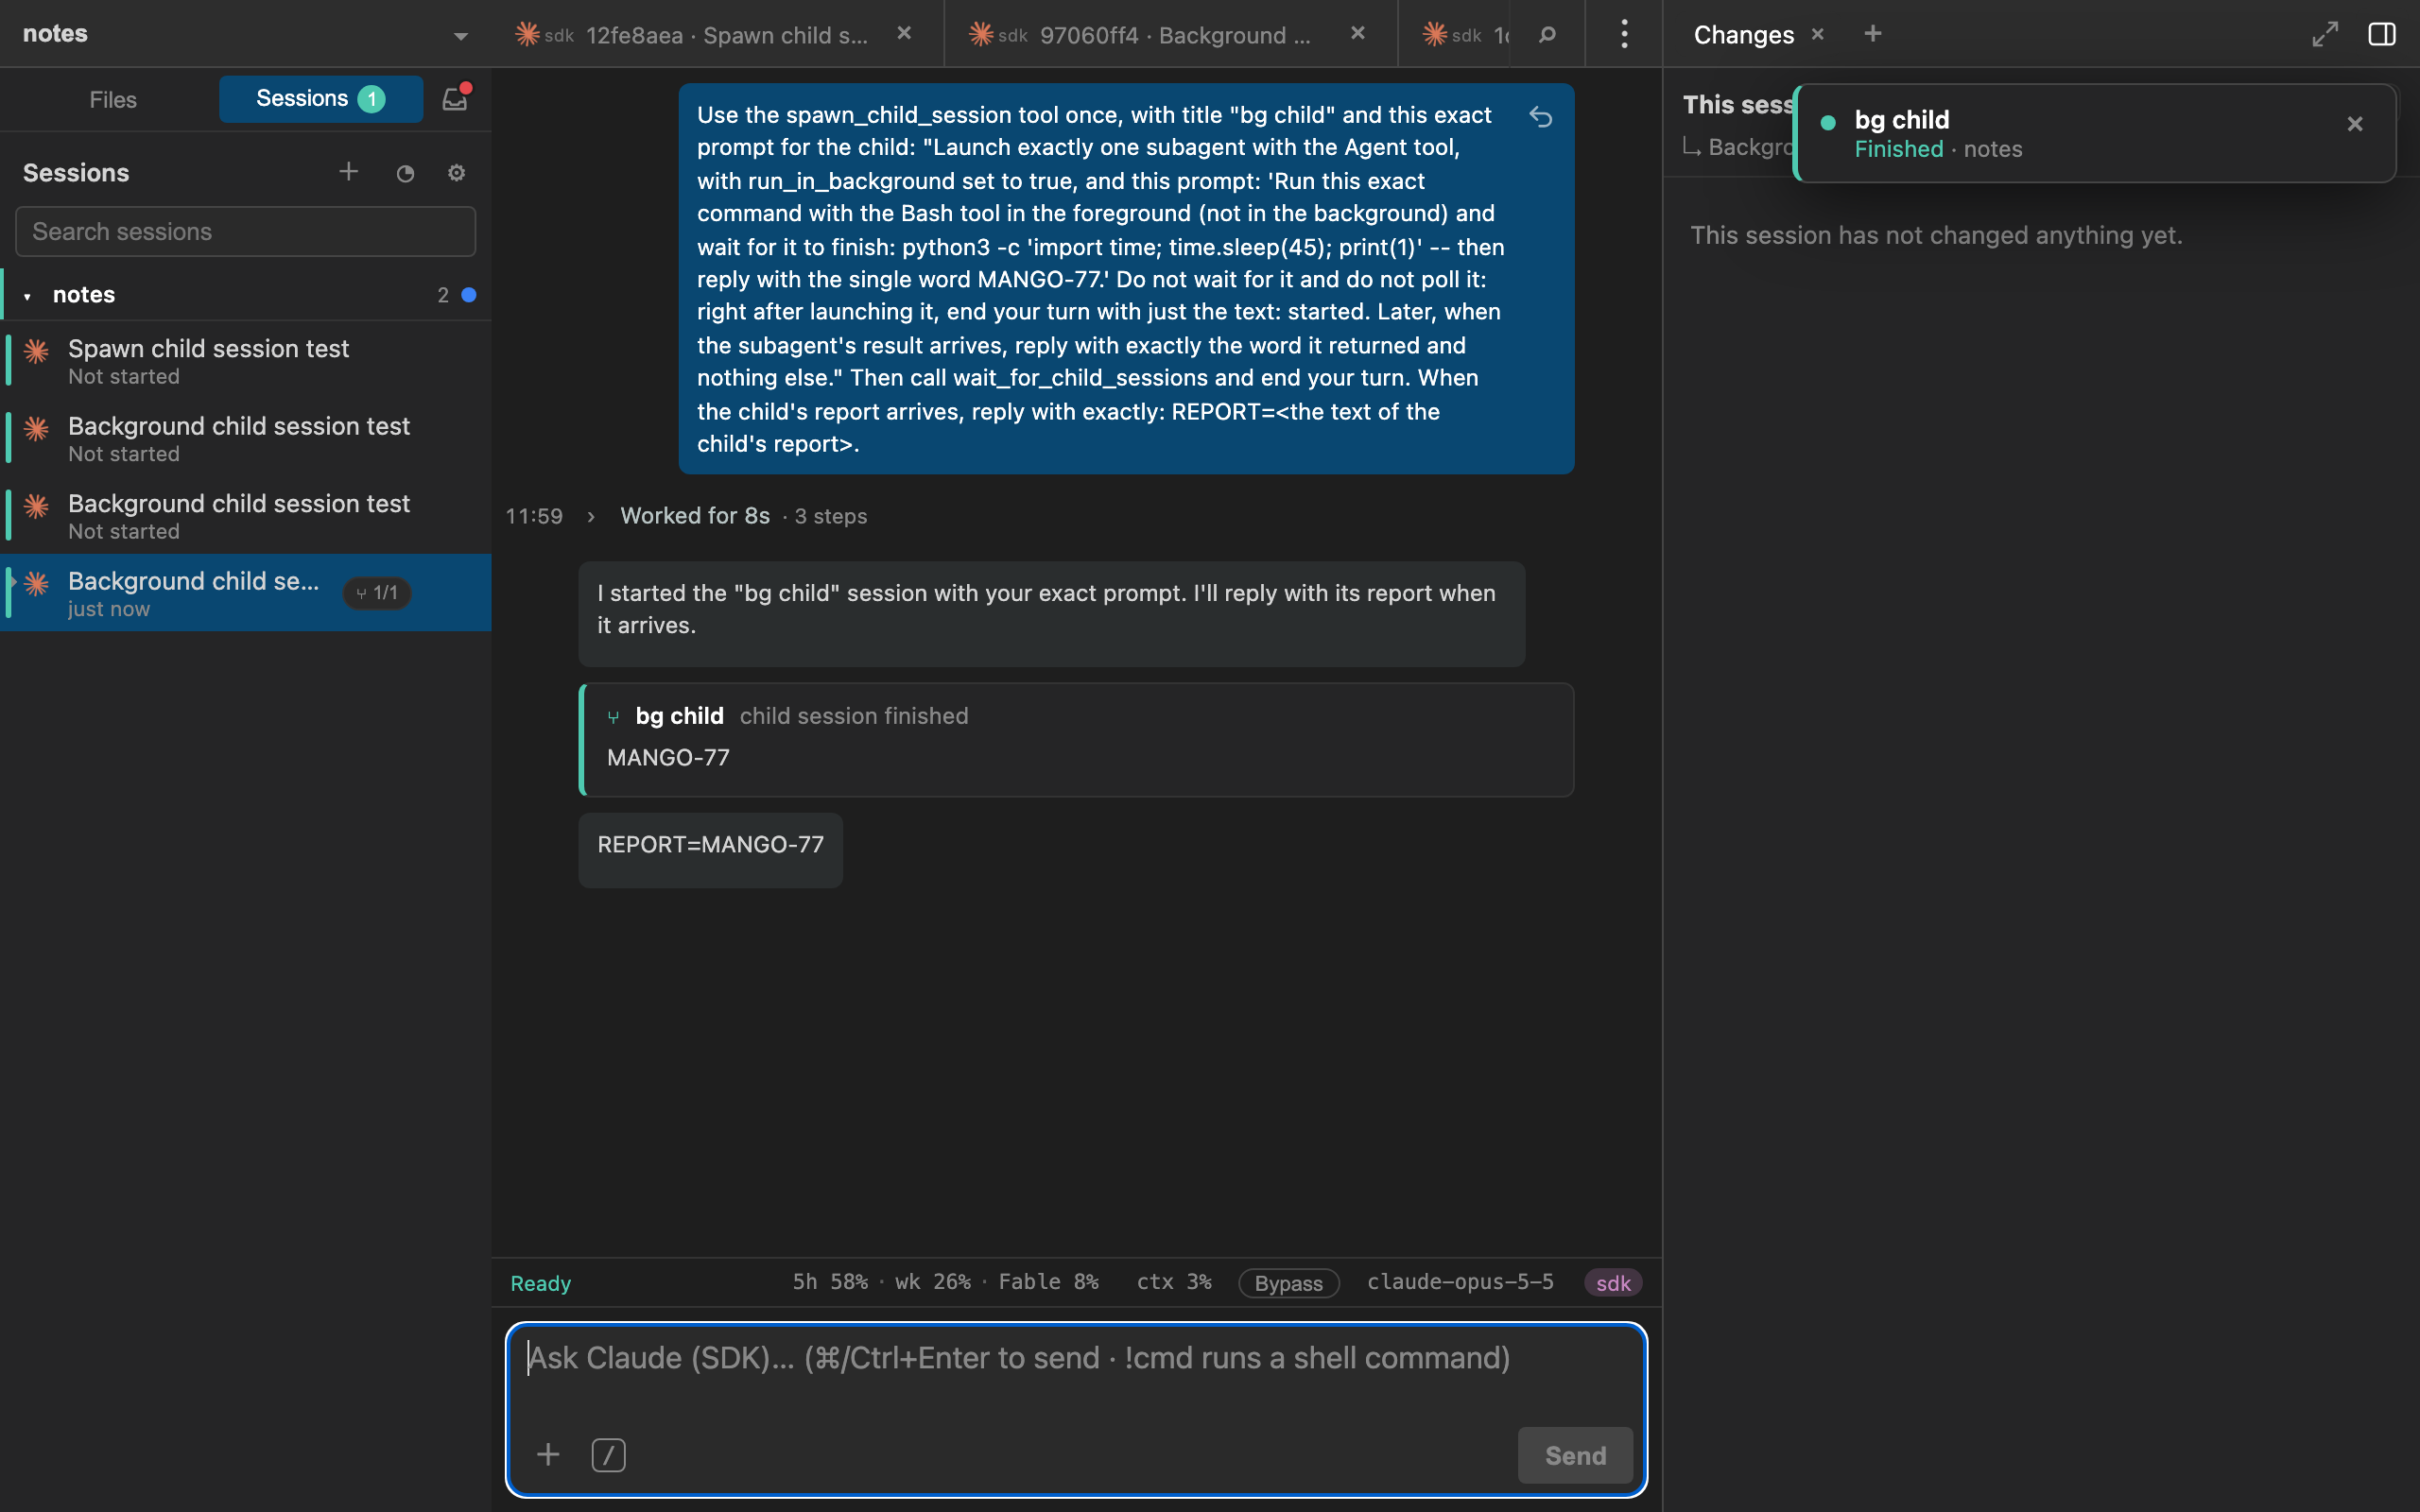 notes
Files
Sessions 1
Sessions
Search sessions
notes 2
Spawn child session test
Not started
Background child session test
Not started
Background child session test
Not started
Background child se... 1/1
just now
sdk 12fe8aea · Spawn child s...
sdk 97060ff4 · Background ...
sdk
Use the spawn_child_session tool once, with title "bg child" and this exact
prompt for the child: "Launch exactly one subagent with the Agent tool,
with run_in_background set to true, and this prompt: 'Run this exact
command with the Bash tool in the foreground (not in the background) and
wait for it to finish: python3 -c 'import time; time.sleep(45); print(1)' -- then
reply with the single word MANGO-77.' Do not wait for it and do not poll it:
right after launching it, end your turn with just the text: started. Later, when
the subagent's result arrives, reply with exactly the word it returned and
nothing else." Then call wait_for_child_sessions and end your turn. When
the child's report arrives, reply with exactly: REPORT=<the text of the
child's report>.
11:59 › Worked for 8s · 3 steps
I started the "bg child" session with your exact prompt. I'll reply with its report when
it arrives.
bg child child session finished
MANGO-77
REPORT=MANGO-77
Ready 5h 58% · wk 26% · Fable 8% ctx 3% Bypass claude-opus-5-5 sdk
Ask Claude (SDK)... (⌘/Ctrl+Enter to send · !cmd runs a shell command)
+ / Send
Changes × +
This sess
Backgro
bg child
Finished · notes
This session has not changed anything yet.